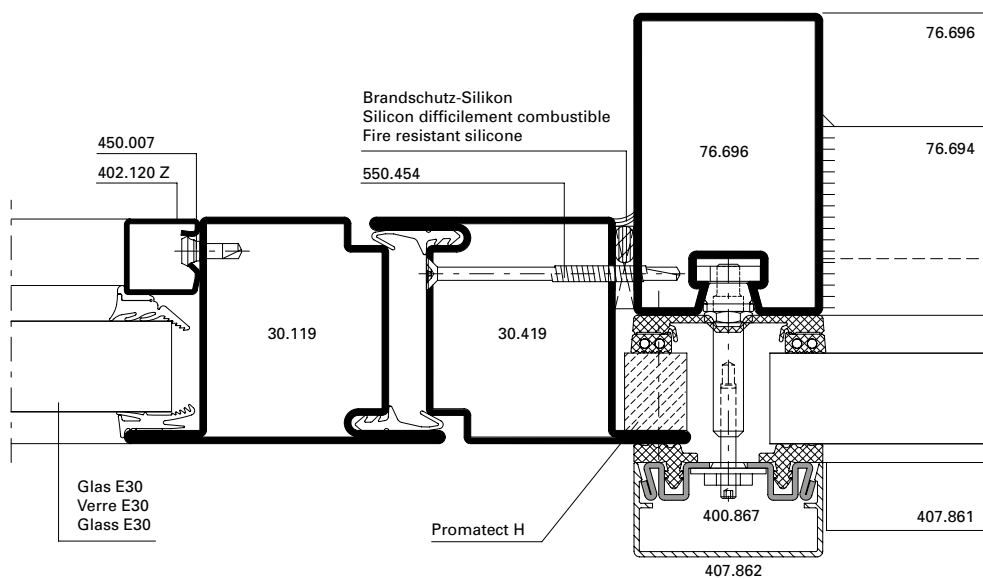 76.696
Brandschutz-Silikon
Silicon difficilement combustible
Fire resistant silicone
450.007
76.696
76.694
402.120 Z
550.454
30.119
30.419
Glas E30
Verre E30
Glass E30
Promatect H
400.867
407.861
407.862